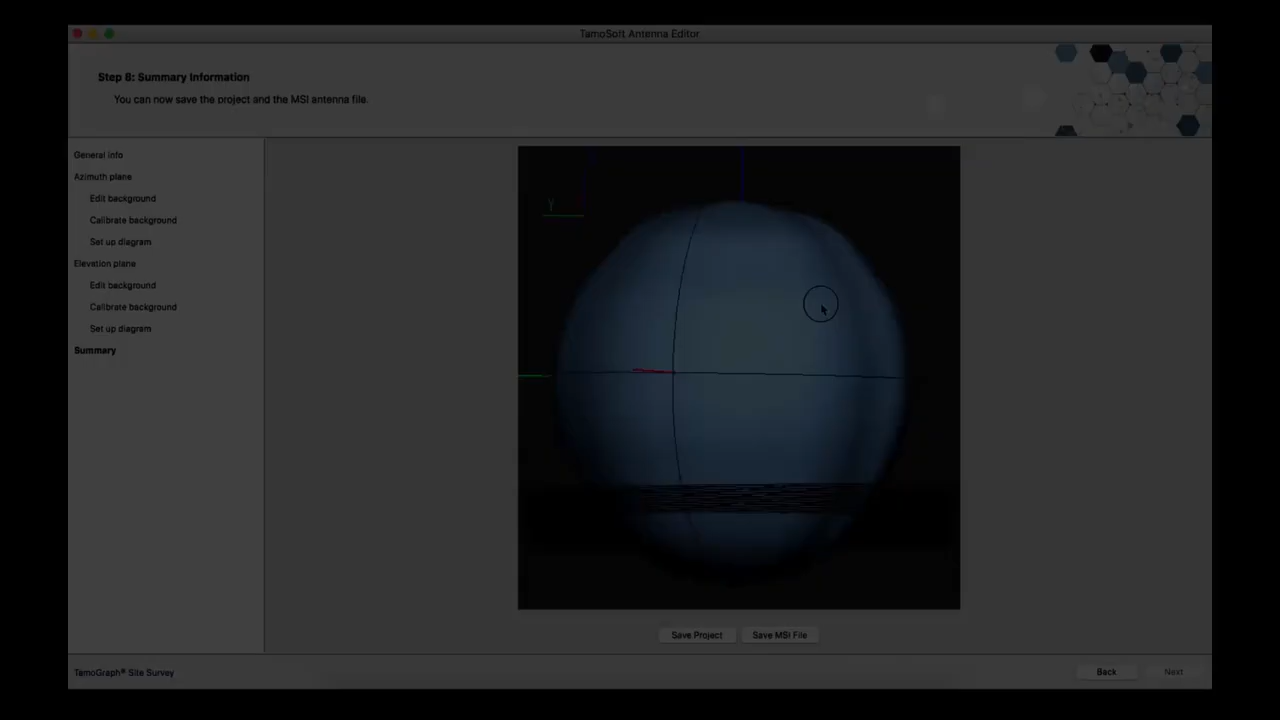 TamoSoft Antenna Editor
Step 8: Summary Information
You can now save the project and the MSI antenna file.
General info
Azimuth plane
Edit background
Calibrate background
Set up diagram
Elevation plane
Edit background
Calibrate background
Set up diagram
Summary
Y
Save Project
Save MSI File
TamoGraph® Site Survey
Back
Next